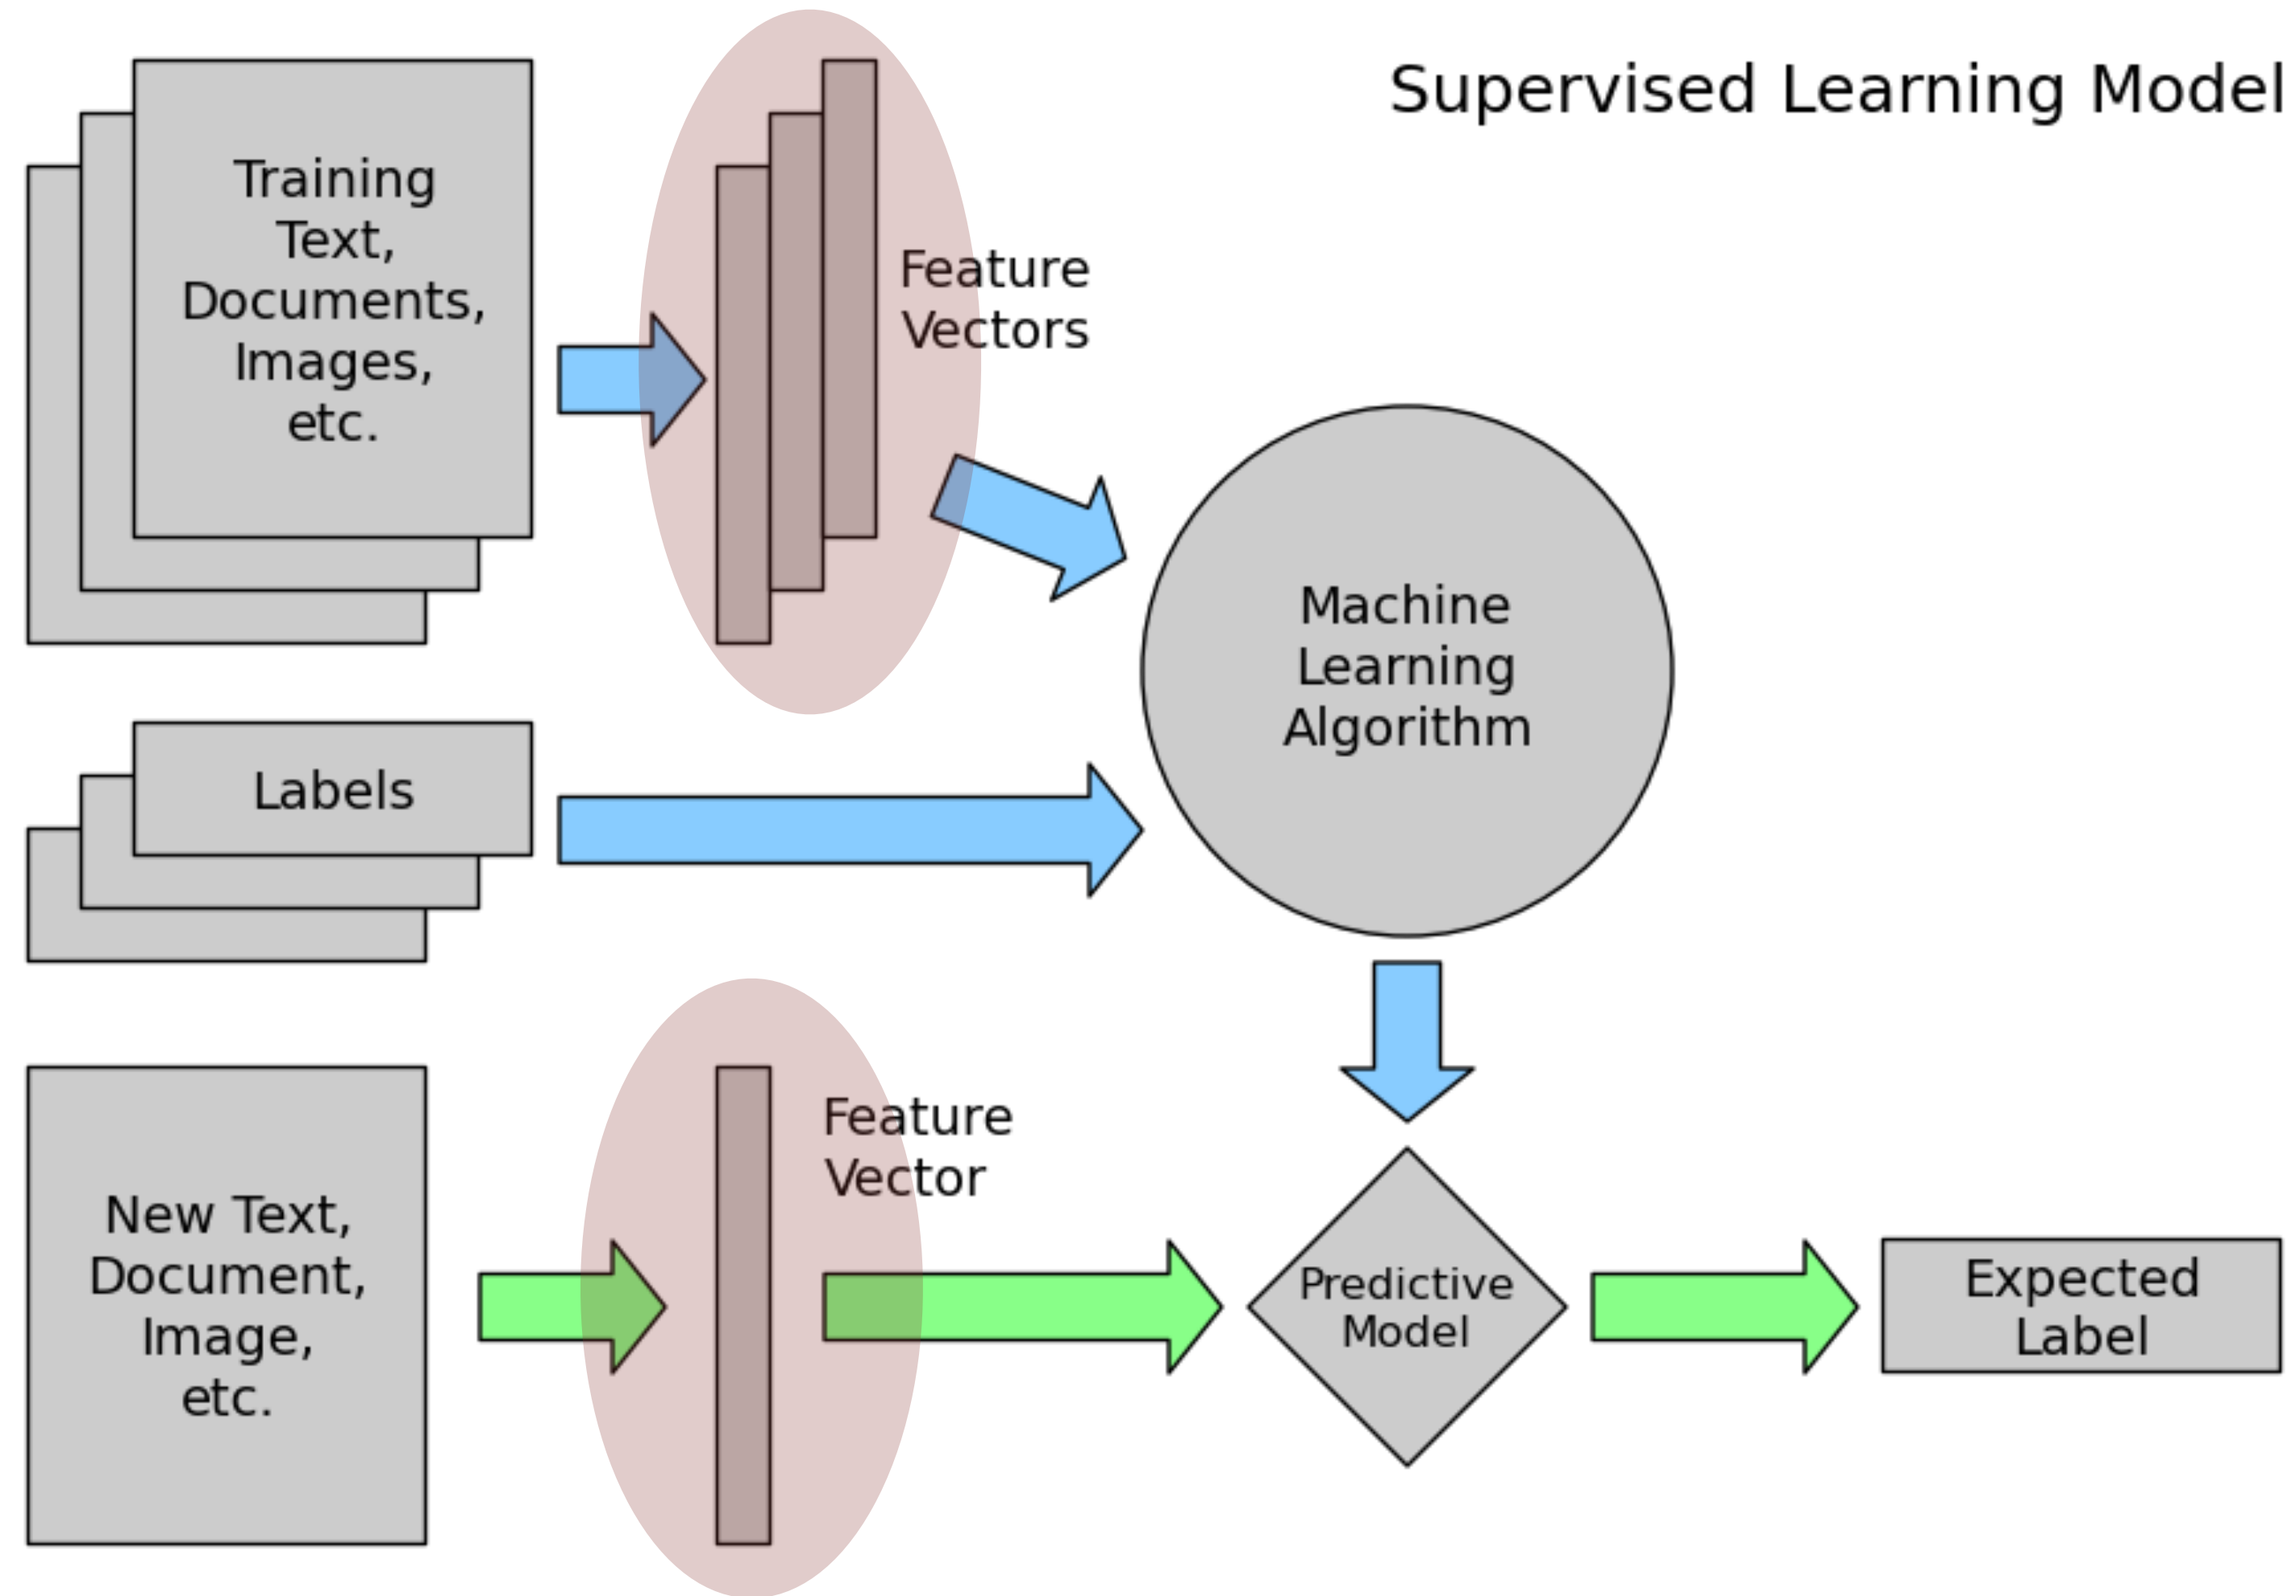 Supervised Learning Model
Training
Text,
Documents,
Images,
etc.
Feature
Vectors
Machine
Learning
Algorithm
Labels
New Text,
Document,
Image,
etc.
Feature
Vector
Predictive
Model
Expected
Label